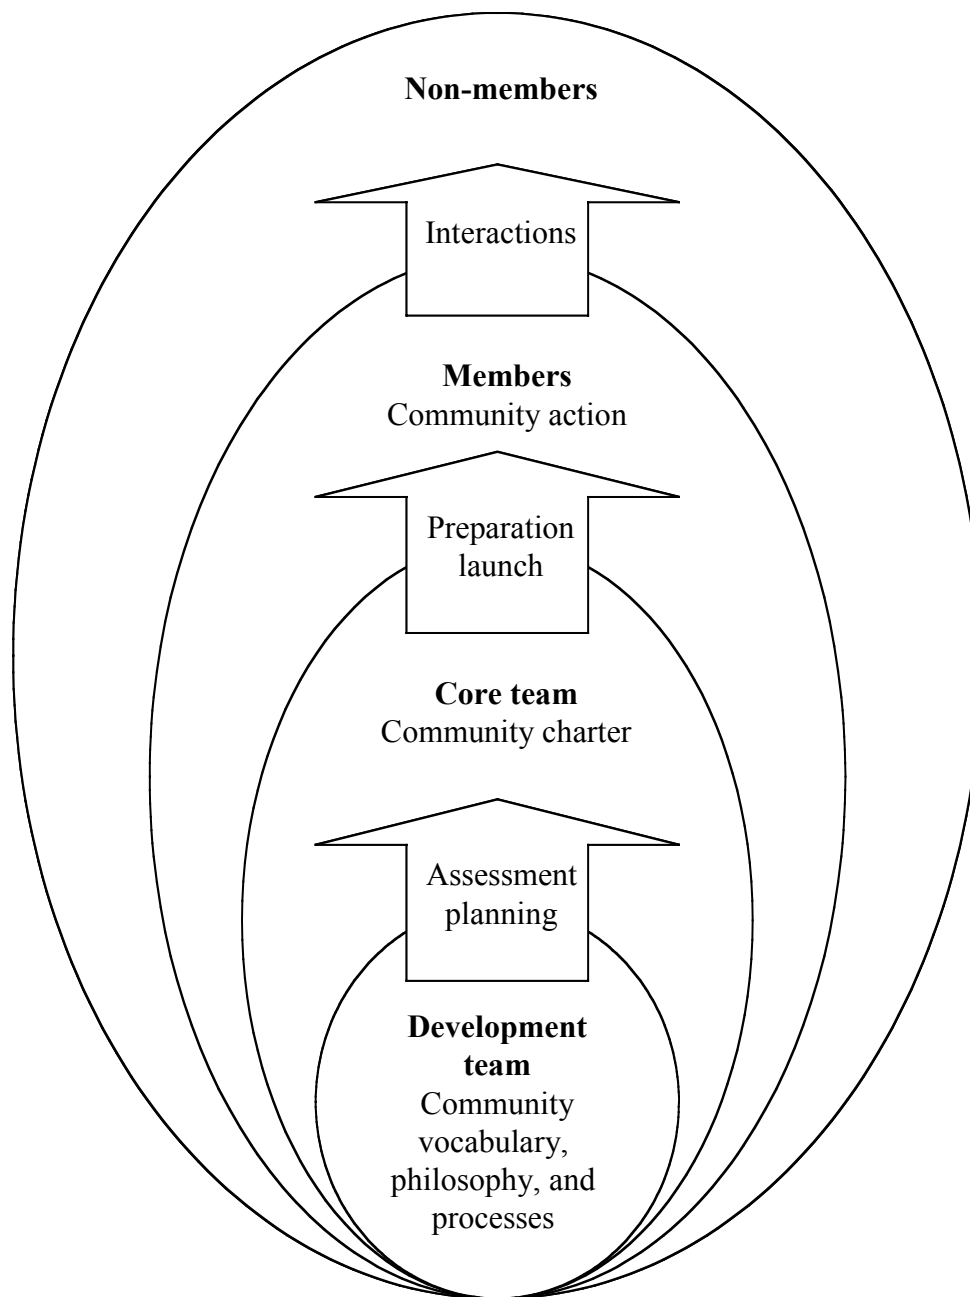 Non-members
Interactions
Members
Community action
Preparation
launch
Core team
Community charter
Assessment
planning
Development
team
Community
vocabulary,
philosophy, and
processes